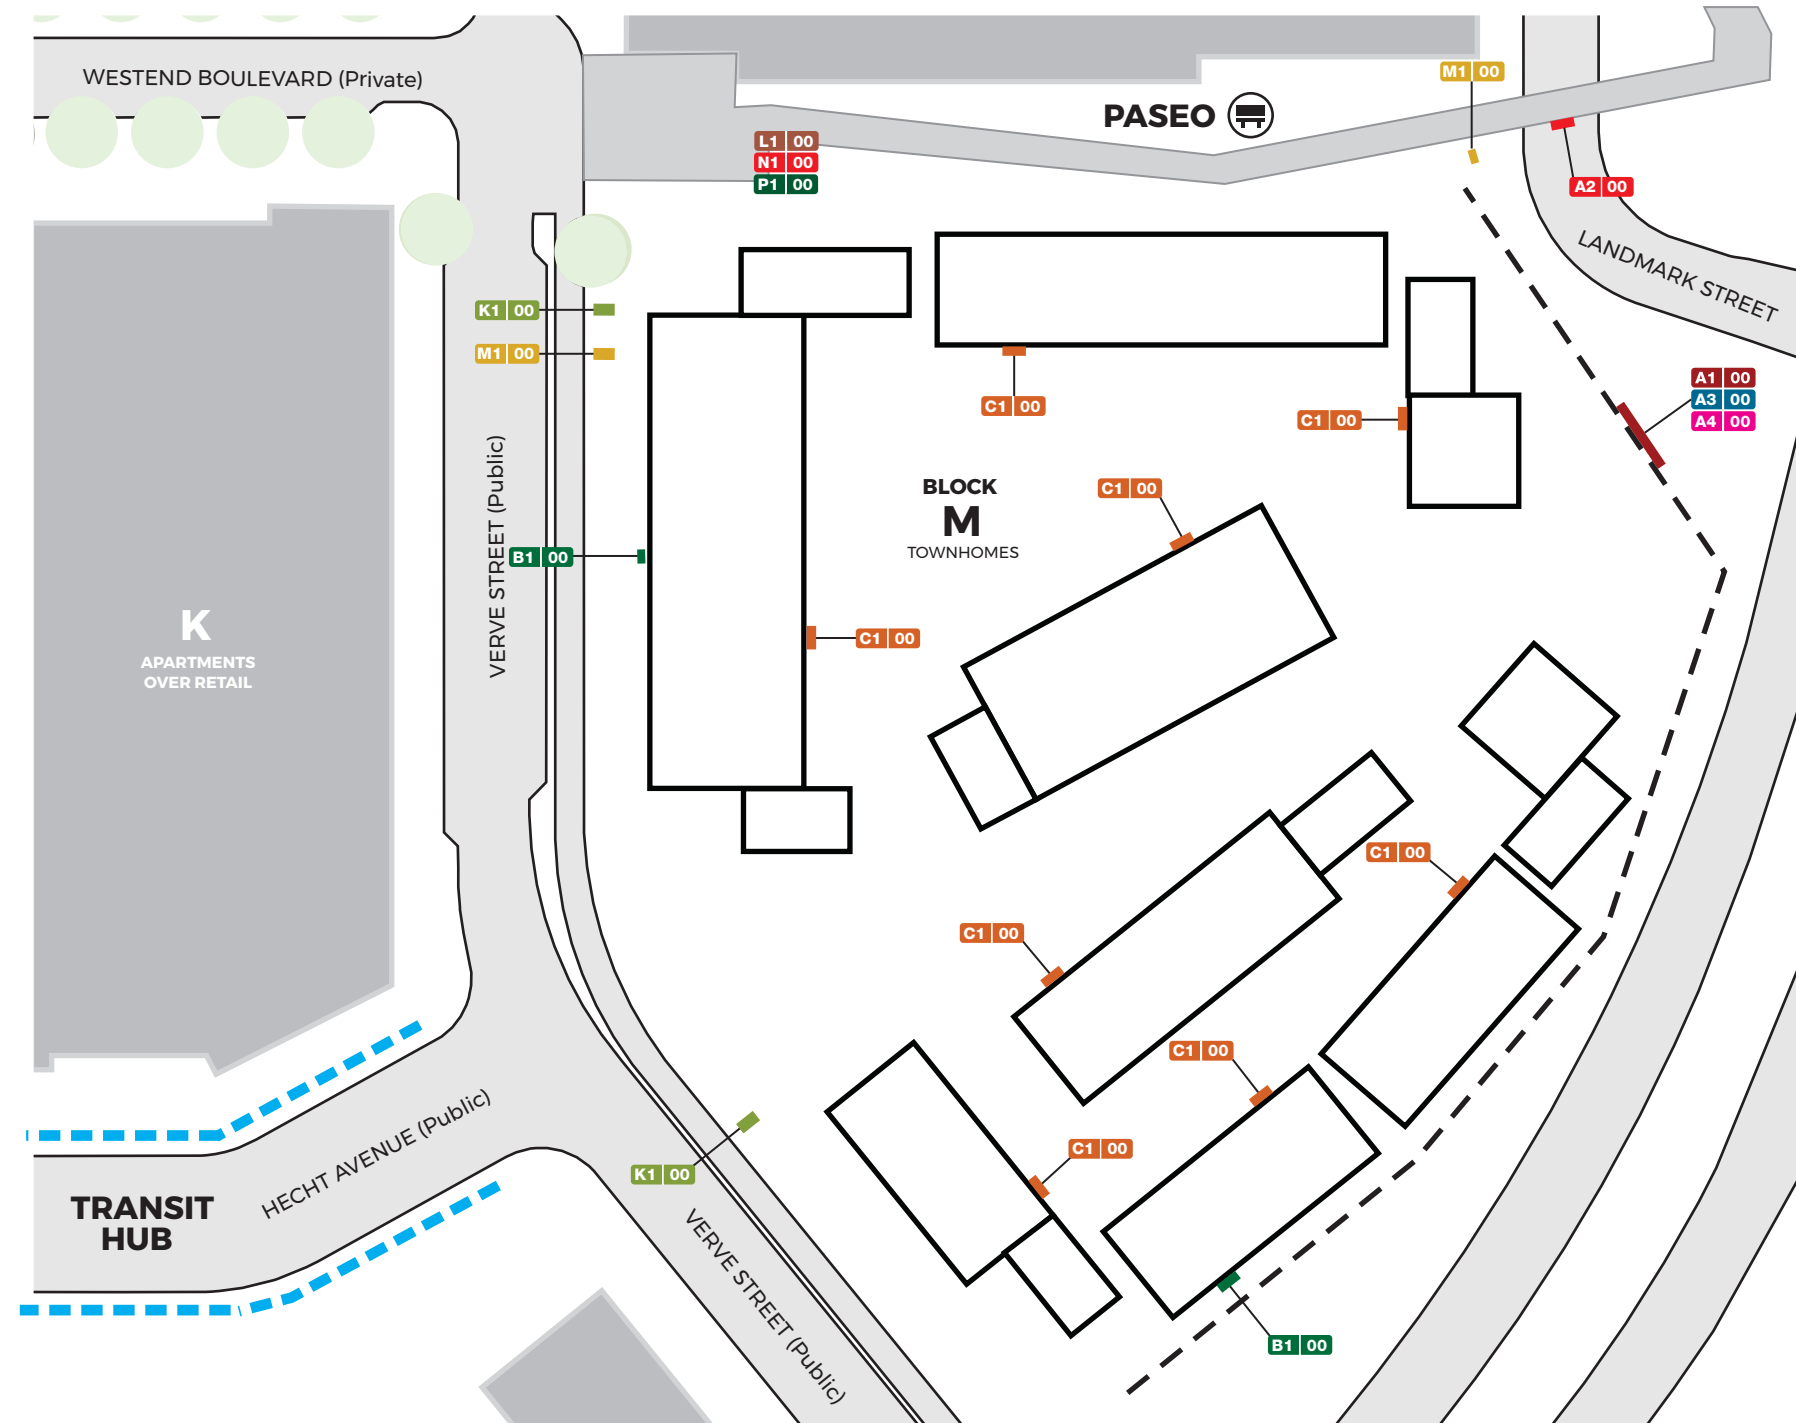 WESTEND BOULEVARD (Private)
M1 00
PASEO
L1 00
N1 00
P1 00
A2 00
LANDMARK STREET
K1 00
M1 00
A1 00
A3 00
A4 00
C1 00
C1 00
VERVE STREET (Public)
BLOCK
M
TOWNHOMES
C1 00
B1 00
K
APARTMENTS
OVER RETAIL
C1 00
C1 00
C1 00
C1 00
HECHT AVENUE (Public)
K1 00
C1 00
TRANSIT
HUB
VERVE STREET (Public)
B1 00